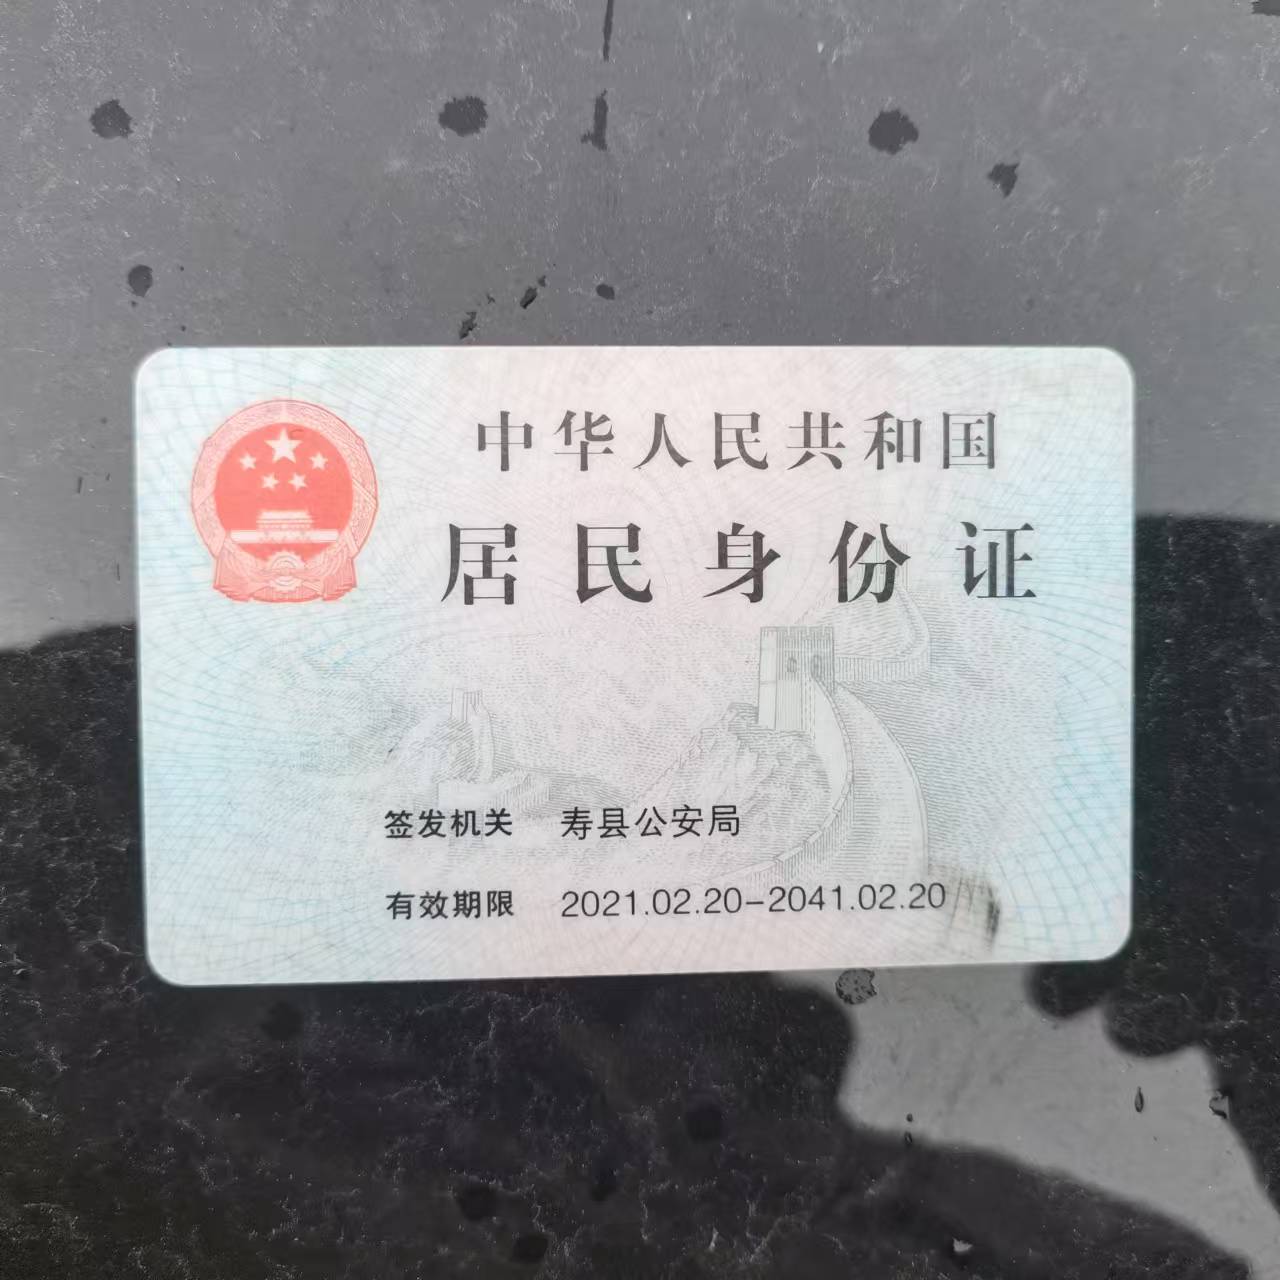 中华人民共和国
居民身份证
签发机关 寿县公安局
有效期限 2021.02.20-2041.02.20